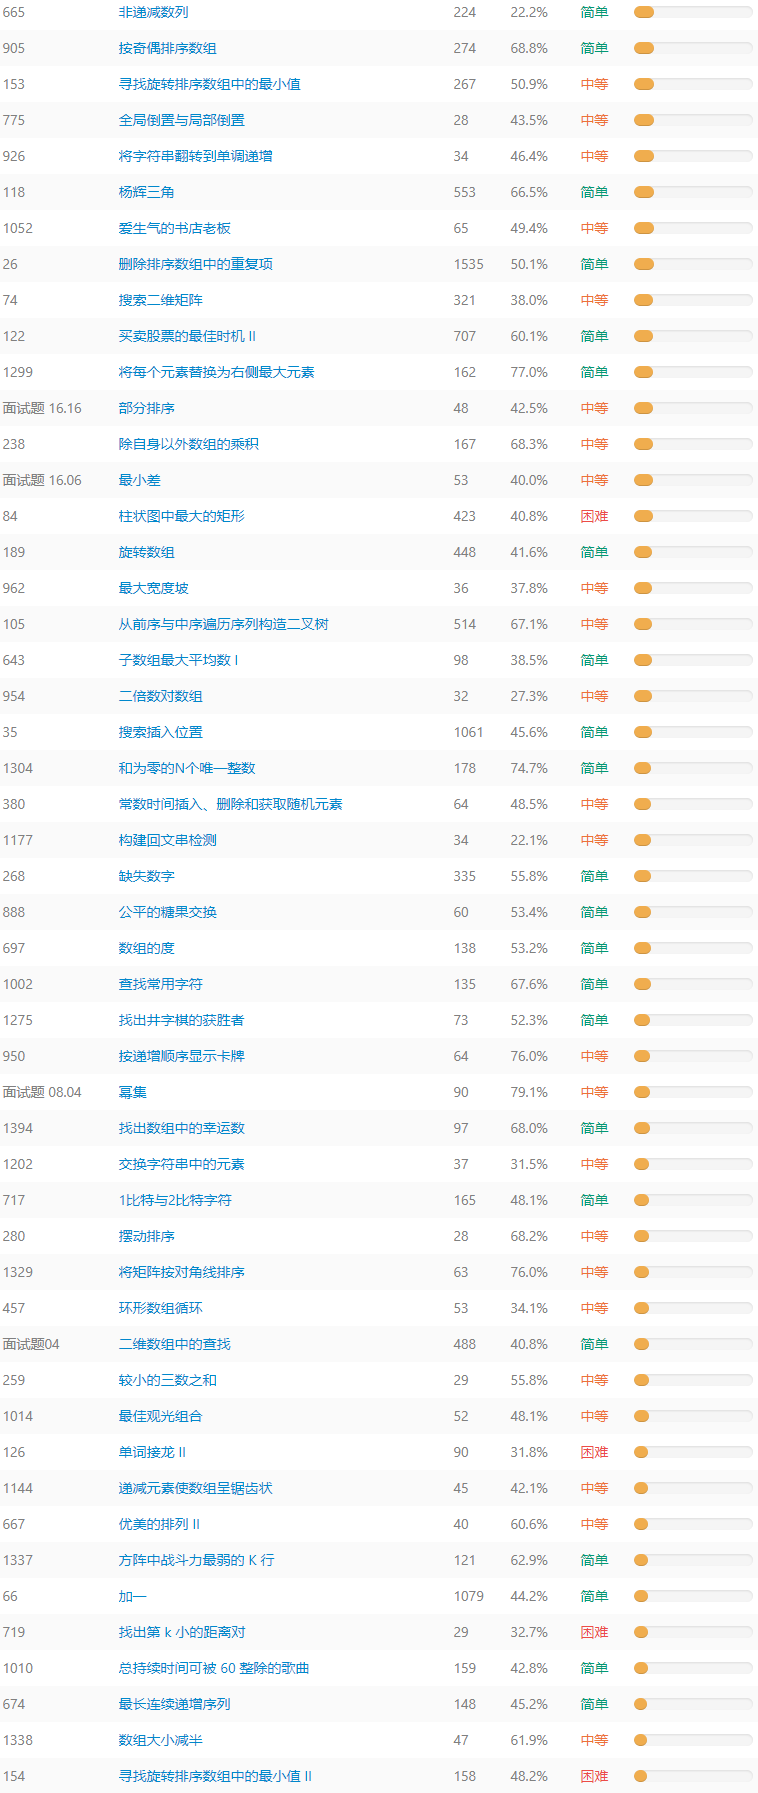 665 非递减数列 224 22.2% 简单
905 按奇偶排序数组 274 68.8% 简单
153 寻找旋转排序数组中的最小值 267 50.9% 中等
775 全局倒置与局部倒置 28 43.5% 中等
926 将字符串翻转到单调递增 34 46.4% 中等
118 杨辉三角 553 66.5% 简单
1052 爱生气的书店老板 65 49.4% 中等
26 删除排序数组中的重复项 1535 50.1% 简单
74 搜索二维矩阵 321 38.0% 中等
122 买卖股票的最佳时机 II 707 60.1% 简单
1299 将每个元素替换为右侧最大元素 162 77.0% 简单
面试题 16.16 部分排序 48 42.5% 中等
238 除自身以外数组的乘积 167 68.3% 中等
面试题 16.06 最小差 53 40.0% 中等
84 柱状图中最大的矩形 423 40.8% 困难
189 旋转数组 448 41.6% 简单
962 最大宽度坡 36 37.8% 中等
105 从前序与中序遍历序列构造二叉树 514 67.1% 中等
643 子数组最大平均数 I 98 38.5% 简单
954 二倍数对数组 32 27.3% 中等
35 搜索插入位置 1061 45.6% 简单
1304 和为零的N个唯一整数 178 74.7% 简单
380 常数时间插入、删除和获取随机元素 64 48.5% 中等
1177 构建回文串检测 34 22.1% 中等
268 缺失数字 335 55.8% 简单
888 公平的糖果交换 60 53.4% 简单
697 数组的度 138 53.2% 简单
1002 查找常用字符 135 67.6% 简单
1275 找出井字棋的获胜者 73 52.3% 简单
950 按递增顺序显示卡牌 64 76.0% 中等
面试题 08.04 幂集 90 79.1% 中等
1394 找出数组中的幸运数 97 68.0% 简单
1202 交换字符串中的元素 37 31.5% 中等
717 1比特与2比特字符 165 48.1% 简单
280 摆动排序 28 68.2% 中等
1329 将矩阵按对角线排序 63 76.0% 中等
457 环形数组循环 53 34.1% 中等
面试题04 二维数组中的查找 488 40.8% 简单
259 较小的三数之和 29 55.8% 中等
1014 最佳观光组合 52 48.1% 中等
126 单词接龙 II 90 31.8% 困难
1144 递减元素使数组呈锯齿状 45 42.1% 中等
667 优美的排列 II 40 60.6% 中等
1337 方阵中战斗力最弱的 K 行 121 62.9% 简单
66 加一 1079 44.2% 简单
719 找出第 k 小的距离对 29 32.7% 困难
1010 总持续时间可被 60 整除的歌曲 159 42.8% 简单
674 最长连续递增序列 148 45.2% 简单
1338 数组大小减半 47 61.9% 中等
154 寻找旋转排序数组中的最小值 II 158 48.2% 困难